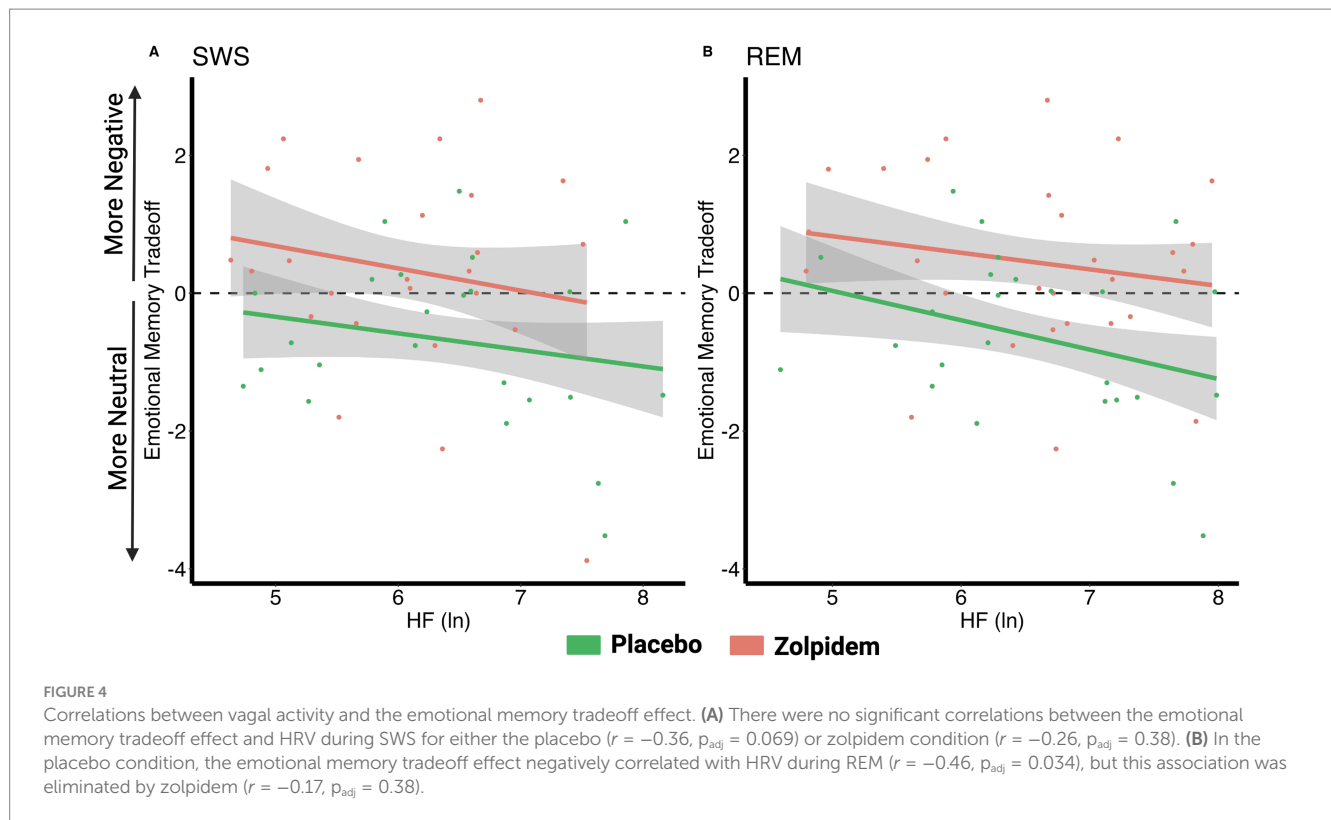 A SWS
B REM
More Negative
More Neutral
Emotional Memory Tradeoff
2
0
-2
-4
5 6 7 8
HF (ln)
Emotional Memory Tradeoff
2
0
-2
-4
5 6 7 8
HF (ln)
Placebo Zolpidem
FIGURE 4
Correlations between vagal activity and the emotional memory tradeoff effect. (A) There were no significant correlations between the emotional
memory tradeoff effect and HRV during SWS for either the placebo (r = −0.36, padj = 0.069) or zolpidem condition (r = −0.26, padj = 0.38). (B) In the
placebo condition, the emotional memory tradeoff effect negatively correlated with HRV during REM (r = −0.46, padj = 0.034), but this association was
eliminated by zolpidem (r = −0.17, padj = 0.38).